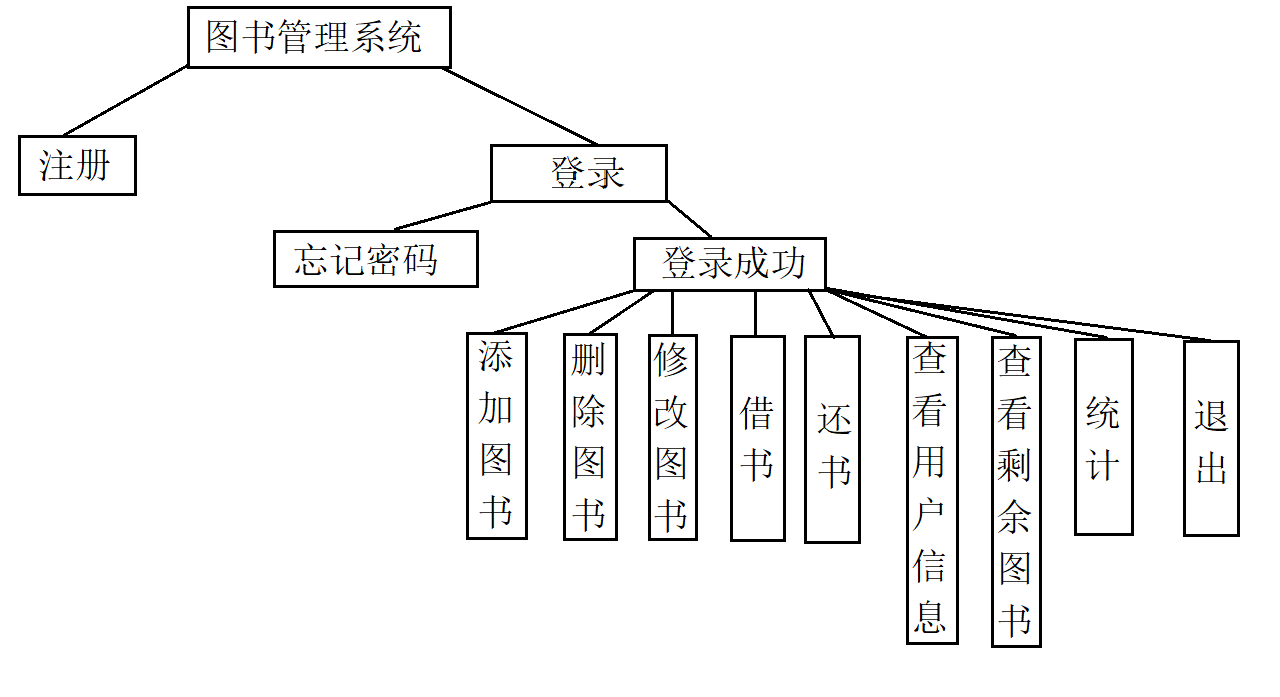 图书管理系统
注册
登录
忘记密码
登录成功
添加图书
删除图书
修改图书
借书
还书
查看用户信息
查看剩余图书
统计
退出